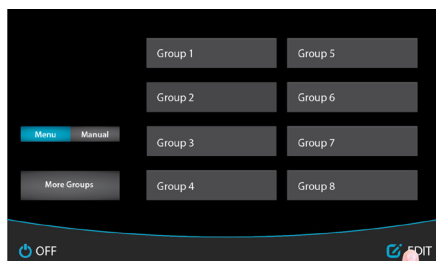 Group 1
Group 5
Group 2
Group 6
Menu Manual
Group 3
Group 7
More Groups
Group 4
Group 8
OFF
EDIT